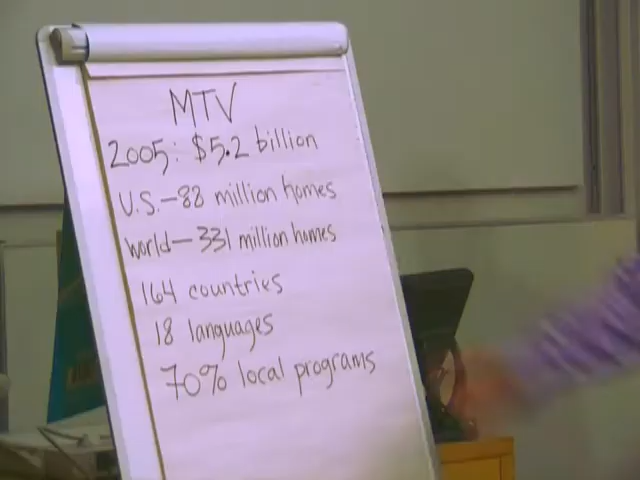 MTV
2005: $5.2 billion
U.S.-88 million homes
world-331 million homes
164 countries
18 languages
70% local programs